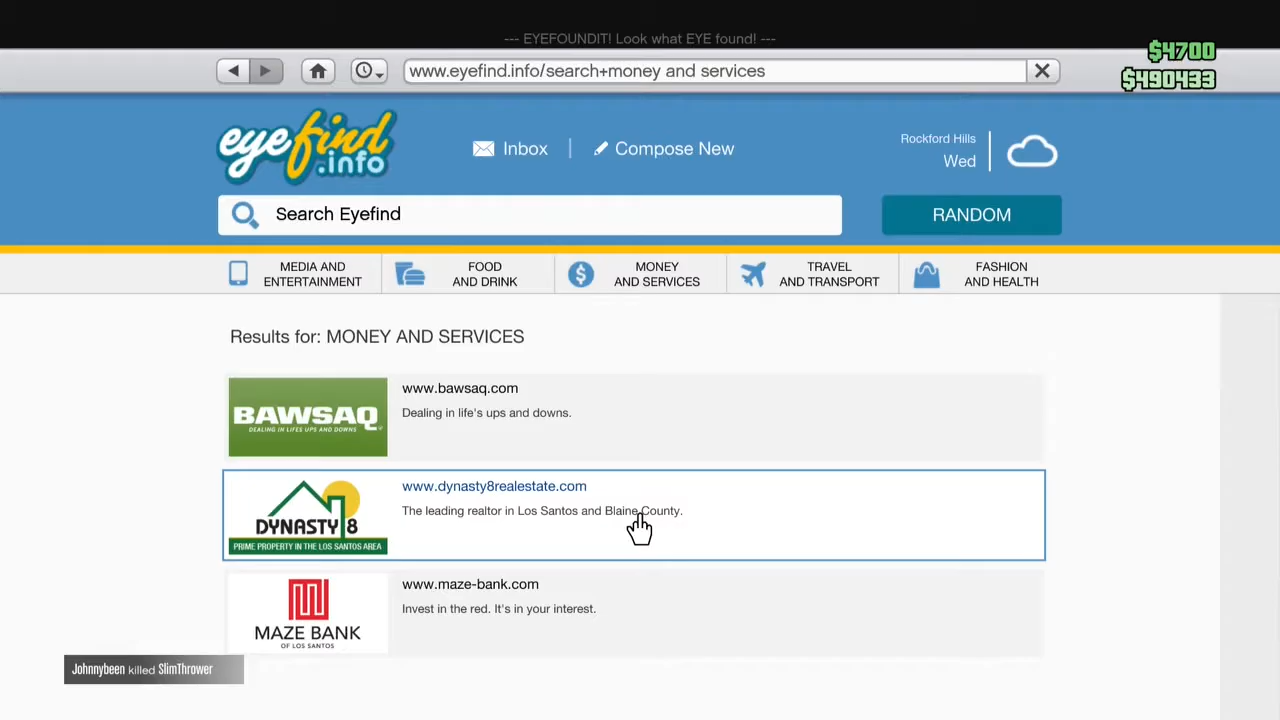 --- EYEFOUNDIT! Look what EYE found! ---
www.eyefind.info/search+money and services
$4700
$490433
eyefind
.info
Inbox
Compose New
Rockford Hills
Wed
Search Eyefind
RANDOM
MEDIA AND
ENTERTAINMENT
FOOD
AND DRINK
MONEY
AND SERVICES
TRAVEL
AND TRANSPORT
FASHION
AND HEALTH
Results for: MONEY AND SERVICES
BAWSAQ
DEALING IN LIFES UPS AND DOWNS
www.bawsaq.com
Dealing in life's ups and downs.
DYNASTY 8
PRIME PROPERTY IN THE LOS SANTOS AREA
www.dynasty8realestate.com
The leading realtor in Los Santos and Blaine County.
MAZE BANK
OF LOS SANTOS
www.maze-bank.com
Invest in the red. It's in your interest.
Johnnybeen killed SlimThrower